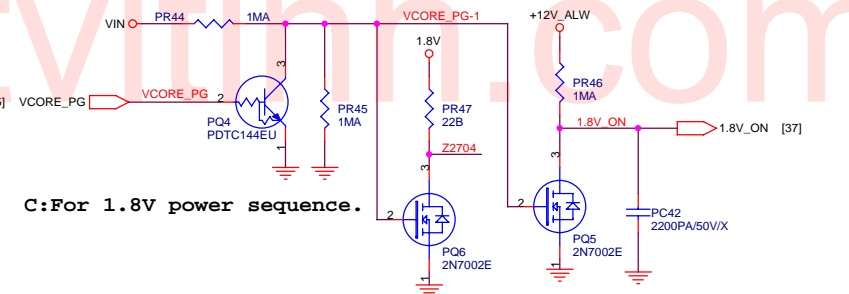 +12V_ALW
VIN PR44 1MA VCORE_PG-1
1.8V
3
PR46
1MA
VCORE_PG VCORE_PG 2
PR45
1MA
PR47
22B
PQ4
PDTC144EU
1.8V_ON 1.8V_ON [37]
1
Z2704
3
3
C:For 1.8V power sequence.
2
2
PC42
2200PA/50V/X
PQ6
2N7002E
PQ5
2N7002E
1
1